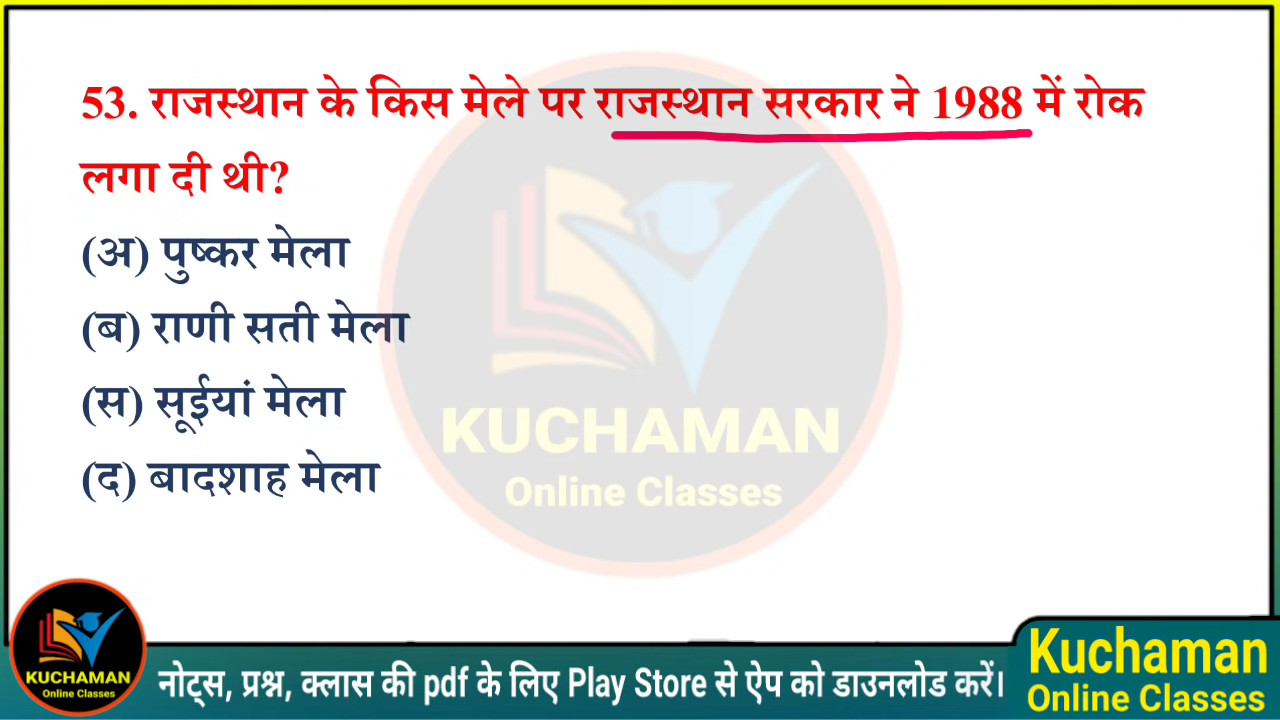 53. राजस्थान के किस मेले पर राजस्थान सरकार ने 1988 में रोक
लगा दी थी?
(अ) पुष्कर मेला
(ब) राणी सती मेला
(स) सूईयां मेला
(द) बादशाह मेला
KUCHAMAN
Online Classes
KUCHAMAN
Online Classes
नोट्स, प्रश्न, क्लास की pdf के लिए Play Store से ऐप को डाउनलोड करें।
Kuchaman
Online Classes